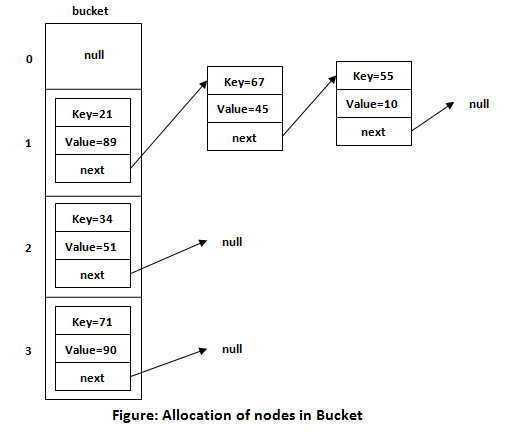 bucket
0
null
1
Key=21
Value=89
next
Key=67
Value=45
next
Key=55
Value=10
next
null
2
Key=34
Value=51
next
null
3
Key=71
Value=90
next
null
Figure: Allocation of nodes in Bucket